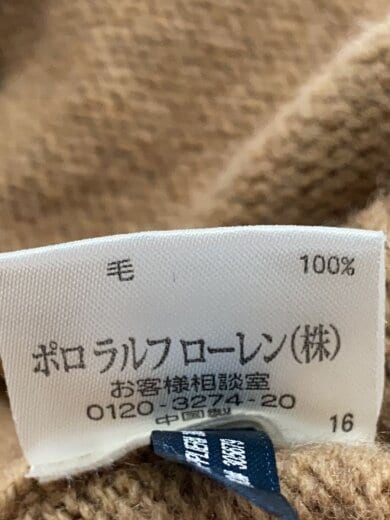 毛 100%
ポロ ラルフ ローレン(株)
お客様相談室
0120-3274-20
中国製
16
305679